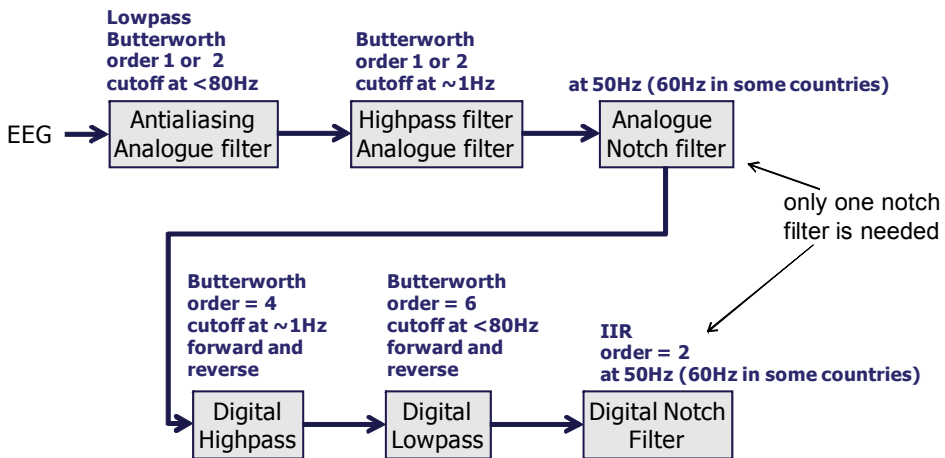 Lowpass
Butterworth
order 1 or 2
cutoff at <80Hz
Butterworth
order 1 or 2
cutoff at ~1Hz
at 50Hz (60Hz in some countries)
EEG
Antialiasing
Analogue filter
Highpass filter
Analogue filter
Analogue
Notch filter
only one notch
filter is needed
Butterworth
order = 4
cutoff at ~1Hz
forward and
reverse
Butterworth
order = 6
cutoff at <80Hz
forward and
reverse
IIR
order = 2
at 50Hz (60Hz in some countries)
Digital
Highpass
Digital
Lowpass
Digital Notch
Filter